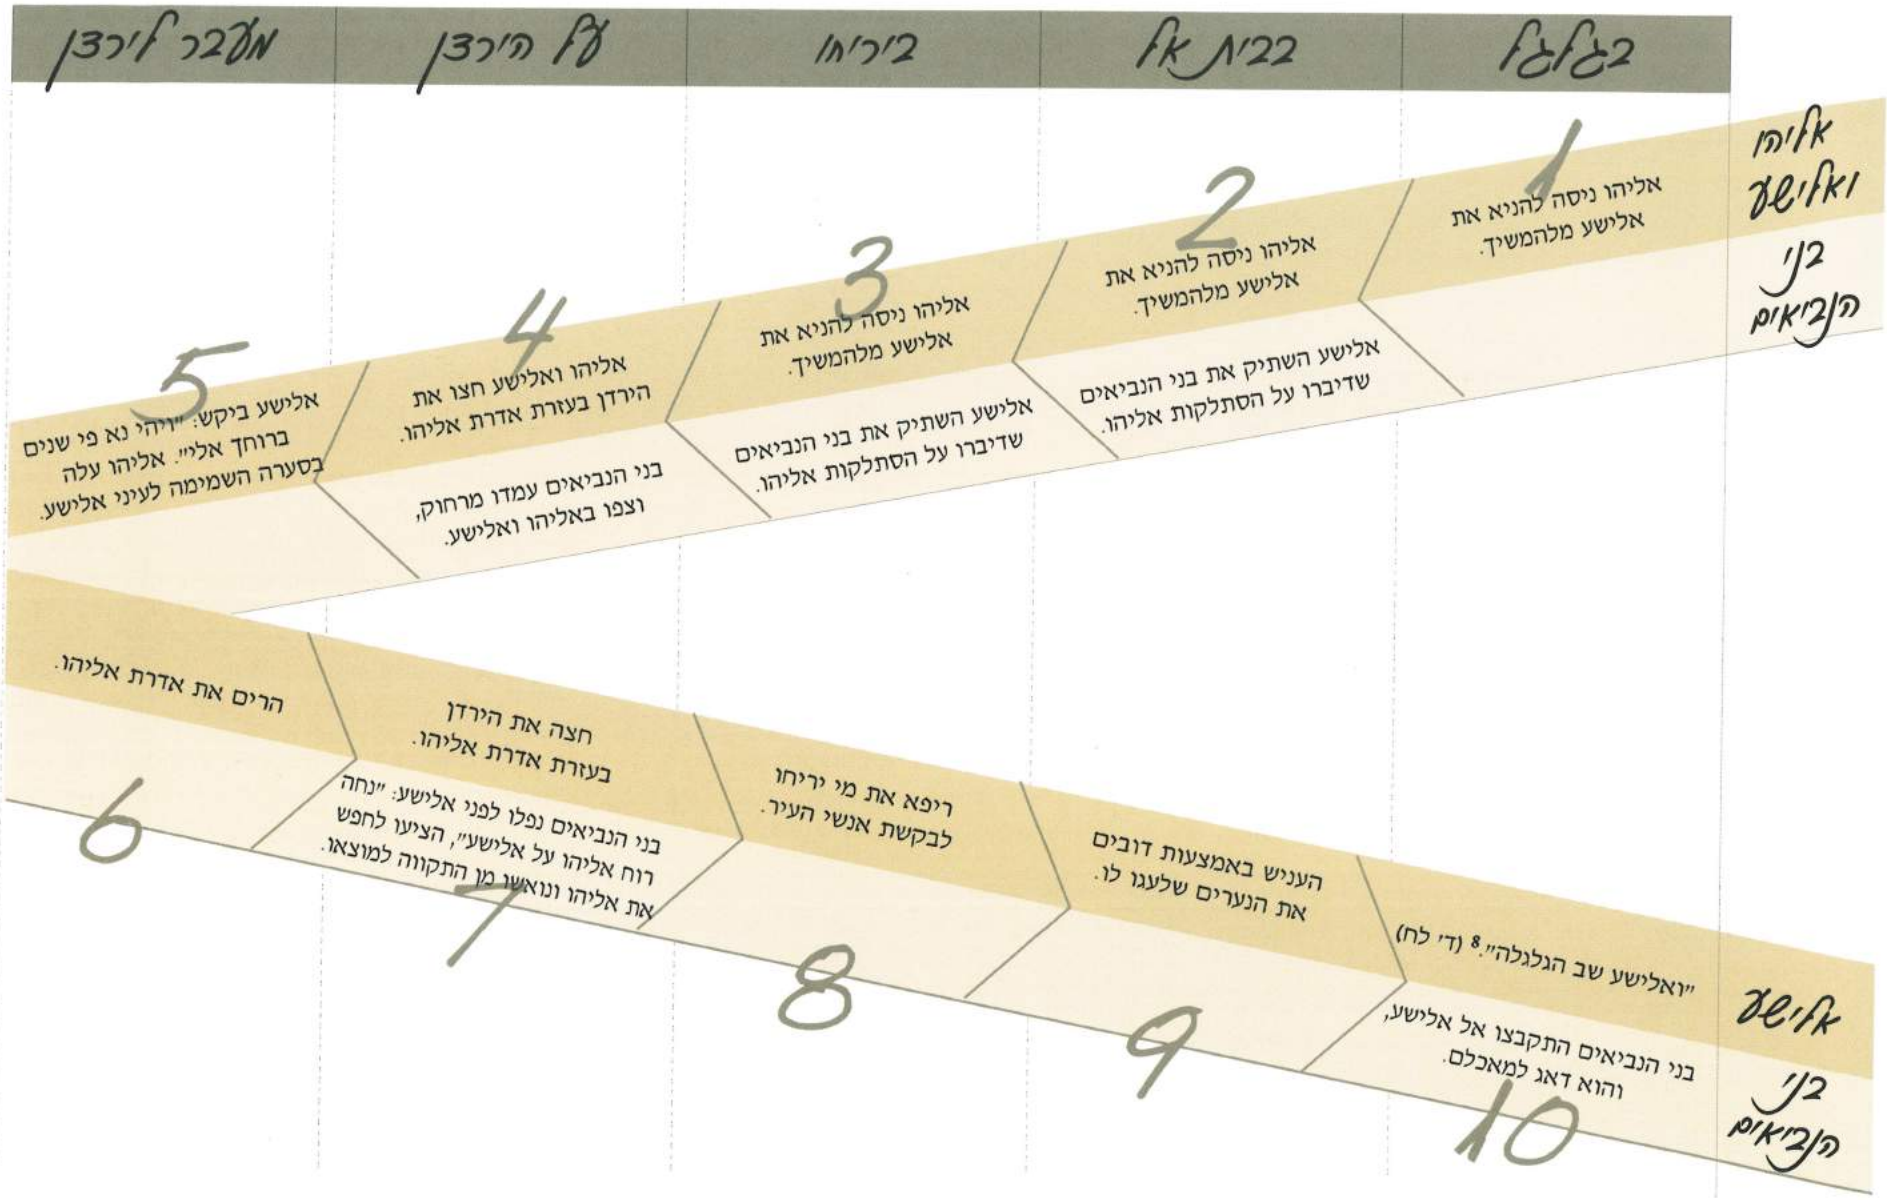 בגלגל
בבית אל
ביריחו
על הירדן
מעבר לירדן
אליהו
ואלישע
בני
הנביאים
1
אליהו ניסה להניא את
אלישע מלהמשיך.
2
אליהו ניסה להניא את
אלישע מלהמשיך.
אלישע השתיק את בני הנביאים
שדיברו על הסתלקות אליהו.
3
אליהו ניסה להניא את
אלישע מלהמשיך.
אלישע השתיק את בני הנביאים
שדיברו על הסתלקות אליהו.
4
אליהו ואלישע חצו את
הירדן בעזרת אדרת אליהו.
בני הנביאים עמדו מרחוק,
וצפו באליהו ואלישע.
5
אלישע ביקש: "ויהי נא פי שנים
ברוחך אלי". אליהו עלה
בסערה השמימה לעיני אלישע.
הרים את אדרת אליהו.
6
חצה את הירדן
בעזרת אדרת אליהו.
בני הנביאים נפלו לפני אלישע: "נחה
רוח אליהו על אלישע", הציעו לחפש
את אליהו ונואשו מן התקווה למוצאו.
7
ריפא את מי יריחו
לבקשת אנשי העיר.
8
העניש באמצעות דובים
את הנערים שלעגו לו.
9
"ואלישע שב הגלגלה".8 (ד' לח)
בני הנביאים התקבצו אל אלישע,
והוא דאג למאכלם.
10
אלישע
בני
הנביאים